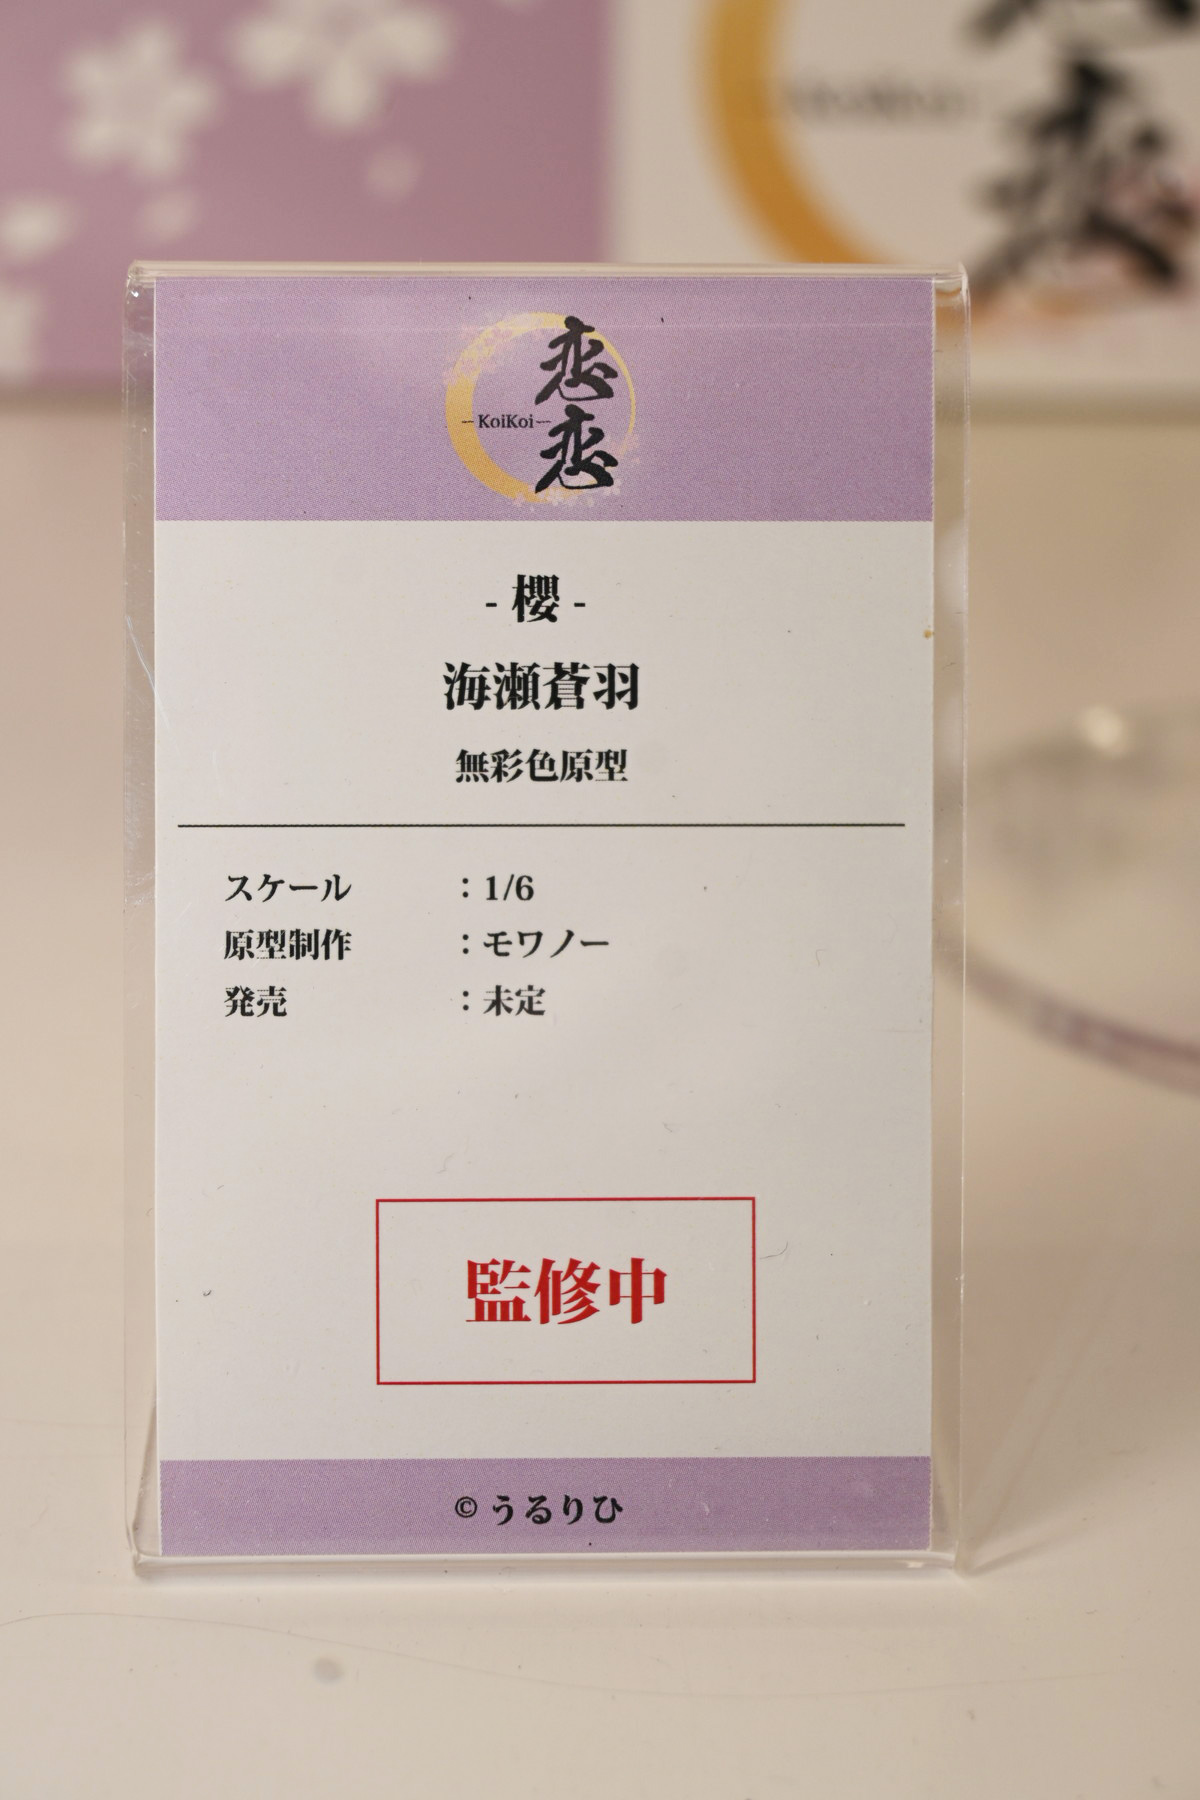 恋恋
-KoiKoi-
- 櫻 -
海瀬蒼羽
無彩色原型
スケール ：1/6
原型制作 ：モワノー
発売 ：未定
監修中
© うるりひ